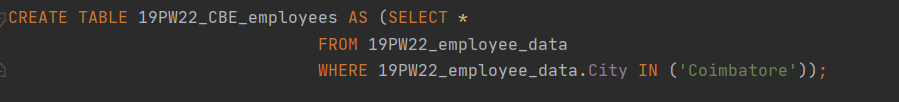 CREATE TABLE 19PW22_CBE_employees AS (SELECT *
FROM 19PW22_employee_data
WHERE 19PW22_employee_data.City IN ('Coimbatore'));